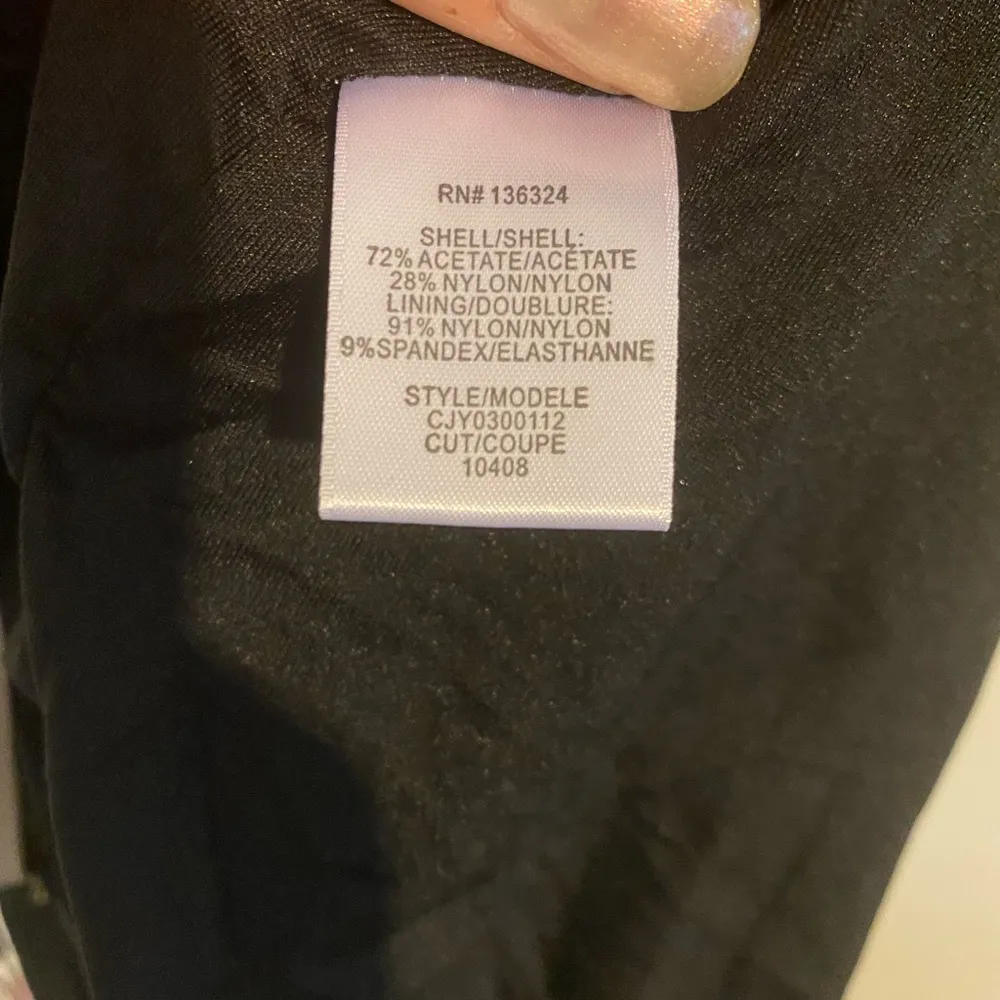 RN# 136324
SHELL/SHELL:
72% ACETATE/ACÉTATE
28% NYLON/NYLON
LINING/DOUBLURE:
91% NYLON/NYLON
9%SPANDEX/ELASTHANNE
STYLE/MODELE
CJY0300112
CUT/COUPE
10408